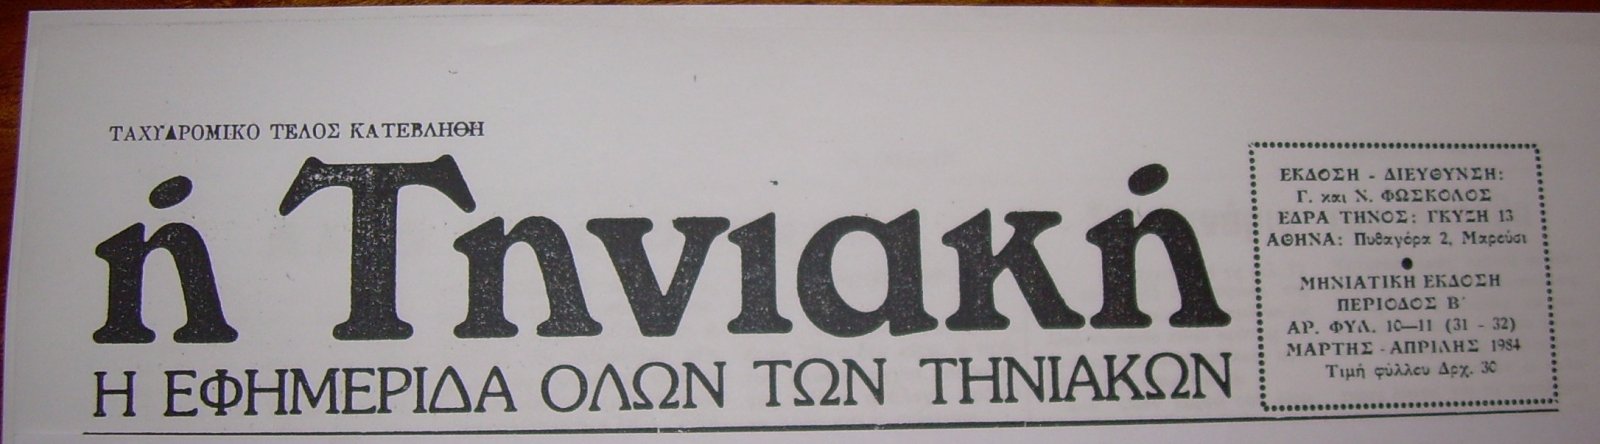 ΤΑΧΥΔΡΟΜΙΚΟ ΤΕΛΟΣ ΚΑΤΕΒΛΗΘΗ
ἡ Τηνιακή
Η ΕΦΗΜΕΡΙΔΑ ΟΛΩΝ ΤΩΝ ΤΗΝΙΑΚΩΝ
ΕΚΔΟΣΗ - ΔΙΕΥΘΥΝΣΗ:
Γ. και Ν. ΦΩΣΚΟΛΟΣ
ΕΔΡΑ ΤΗΝΟΣ: ΓΚΥΖΗ 13
ΑΘΗΝΑ: Πυθαγόρα 2, Μαρούσι
●
ΜΗΝΙΑΤΙΚΗ ΕΚΔΟΣΗ
ΠΕΡΙΟΔΟΣ Β΄
ΑΡ. ΦΥΛ. 10—11 (31 - 32)
ΜΑΡΤΗΣ - ΑΠΡΙΛΗΣ 1984
Τιμή φύλλου Δρχ. 30